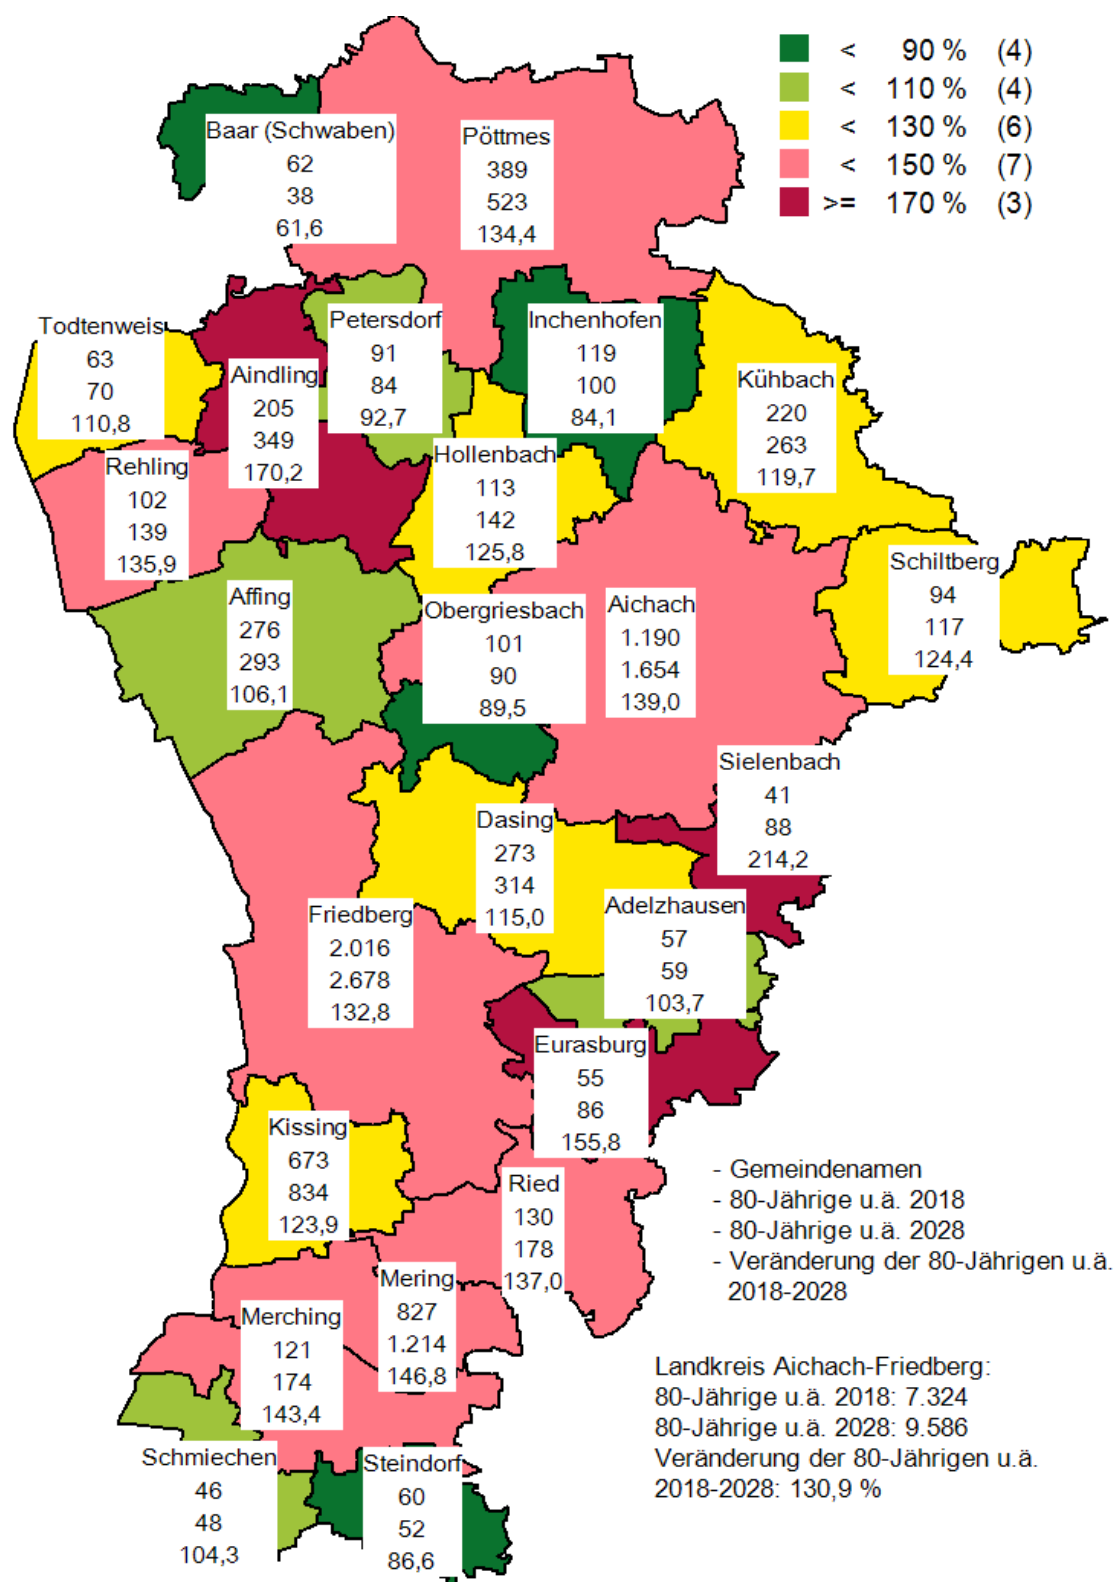 < 90 % (4)
< 110 % (4)
< 130 % (6)
< 150 % (7)
>= 170 % (3)
Baar (Schwaben)
62
38
61,6
Pöttmes
389
523
134,4
Todtenweis
63
70
110,8
Aindling
205
349
170,2
Petersdorf
91
84
92,7
Inchenhofen
119
100
84,1
Kühbach
220
263
119,7
Rehling
102
139
135,9
Hollenbach
113
142
125,8
Schiltberg
94
117
124,4
Affing
276
293
106,1
Obergriesbach
101
90
89,5
Aichach
1.190
1.654
139,0
Sielenbach
41
88
214,2
Dasing
273
314
115,0
Adelzhausen
57
59
103,7
Friedberg
2.016
2.678
132,8
Eurasburg
55
86
155,8
Kissing
673
834
123,9
Ried
130
178
137,0
Mering
827
1.214
146,8
Merching
121
174
143,4
Schmiechen
46
48
104,3
Steindorf
60
52
86,6
- Gemeindenamen
- 80-Jährige u.ä. 2018
- 80-Jährige u.ä. 2028
- Veränderung der 80-Jährigen u.ä.
2018-2028
Landkreis Aichach-Friedberg:
80-Jährige u.ä. 2018: 7.324
80-Jährige u.ä. 2028: 9.586
Veränderung der 80-Jährigen u.ä.
2018-2028: 130,9 %